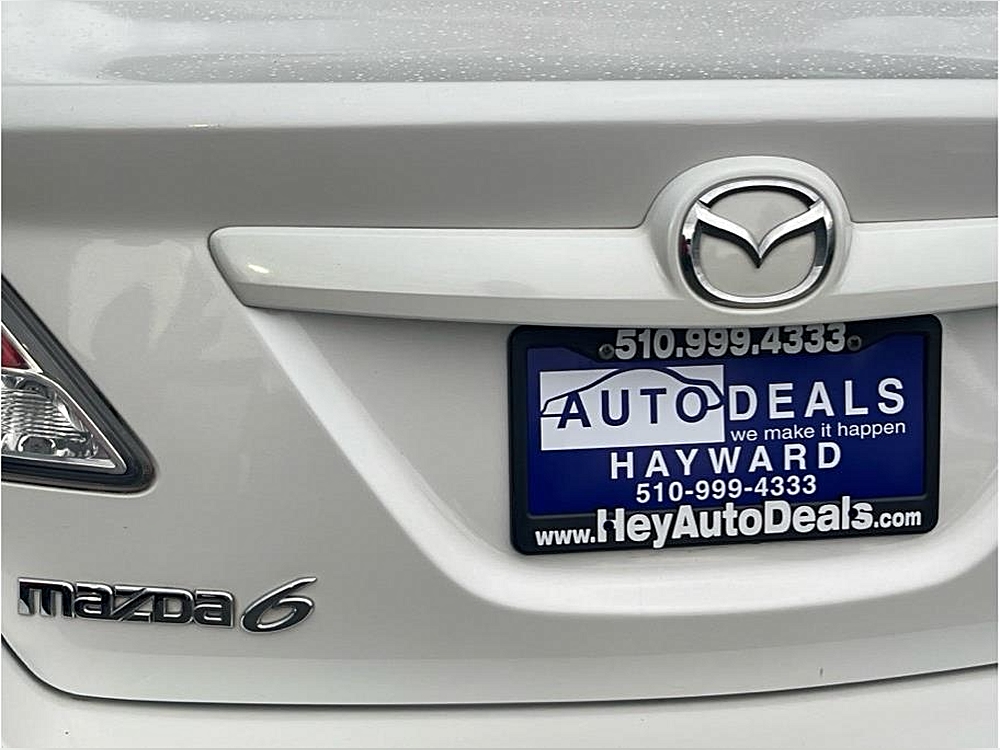 510.999.4333
AUTO DEALS
we make it happen
HAYWARD
510-999-4333
www.HeyAutoDeals.com
mazda 6